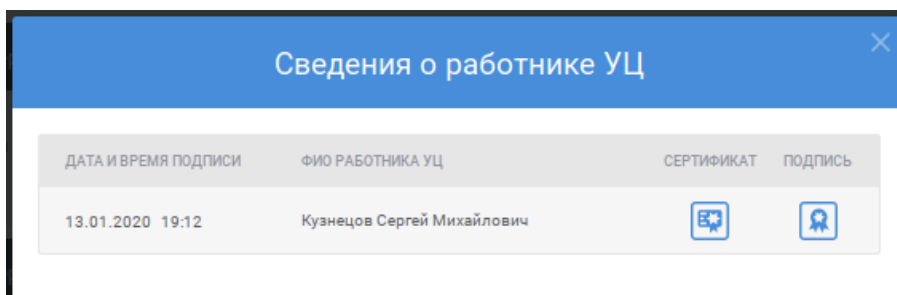 Сведения о работнике УЦ
ДАТА И ВРЕМЯ ПОДПИСИ ФИО РАБОТНИКА УЦ СЕРТИФИКАТ ПОДПИСЬ
13.01.2020 19:12 Кузнецов Сергей Михайлович